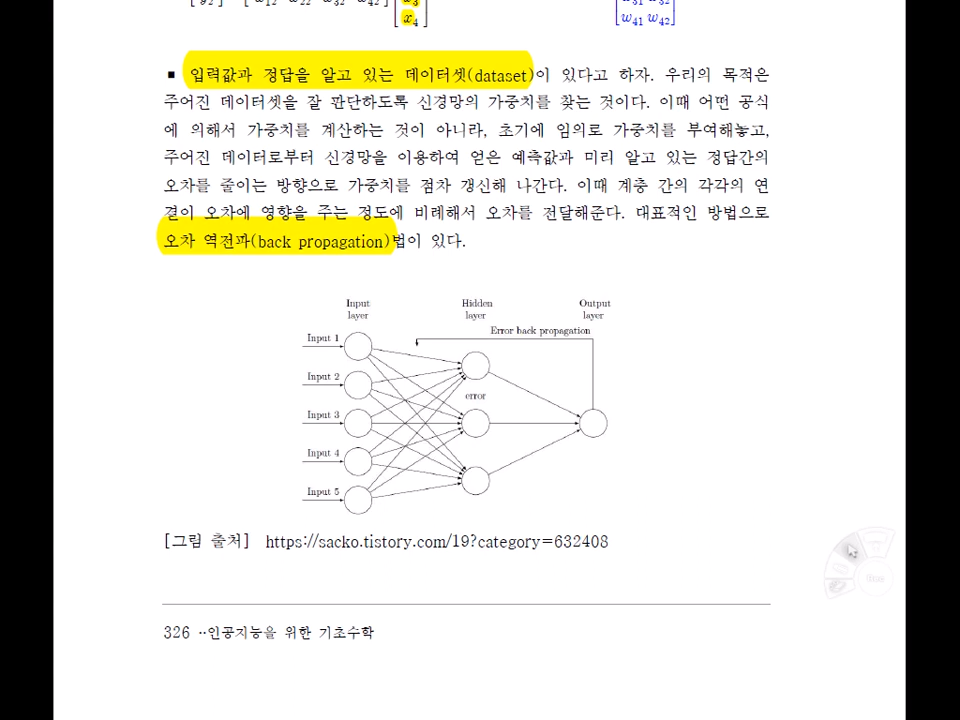 x₄
w₄₁ w₄₂
■ 입력값과 정답을 알고 있는 데이터셋(dataset)이 있다고 하자. 우리의 목적은
주어진 데이터셋을 잘 판단하도록 신경망의 가중치를 찾는 것이다. 이때 어떤 공식
에 의해서 가중치를 계산하는 것이 아니라, 초기에 임의로 가중치를 부여해놓고,
주어진 데이터로부터 신경망을 이용하여 얻은 예측값과 미리 알고 있는 정답간의
오차를 줄이는 방향으로 가중치를 점차 갱신해 나간다. 이때 계층 간의 각각의 연
결이 오차에 영향을 주는 정도에 비례해서 오차를 전달해준다. 대표적인 방법으로
오차 역전파(back propagation)법이 있다.
Input layer
Hidden layer
Output layer
Error back propagation
Input 1
Input 2
error
Input 3
Input 4
Input 5
[그림 출처] https://sacko.tistory.com/19?category=632408
326 ··인공지능을 위한 기초수학